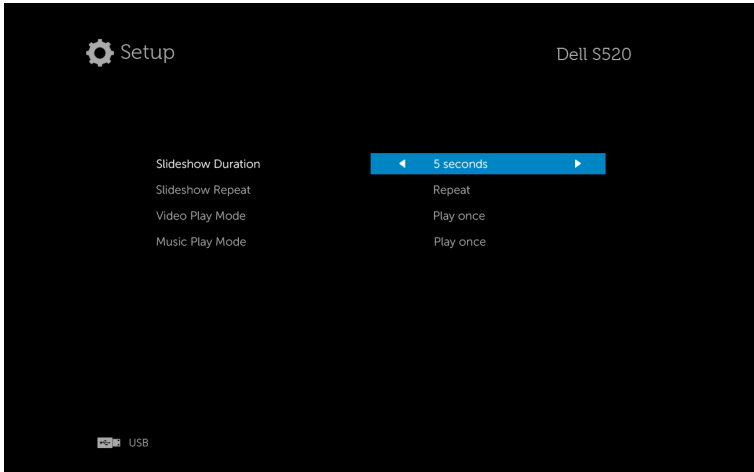 Setup
Dell S520
Slideshow Duration 5 seconds
Slideshow Repeat Repeat
Video Play Mode Play once
Music Play Mode Play once
USB